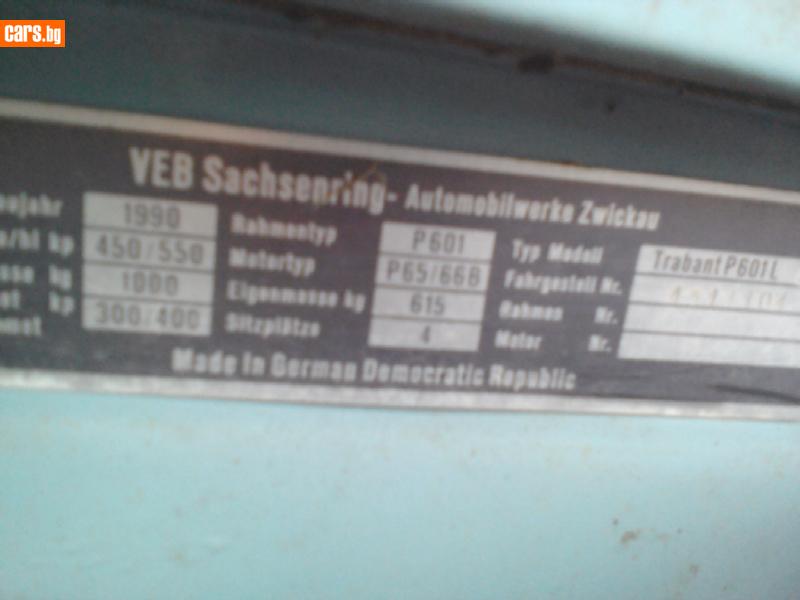 cars.bg
VEB Sachsenring - Automobilwerke Zwickau
1990 Rahmentyp P601 Typ Modell Trabant P601L
450/550 Motortyp P65/66B Fahrgestell Nr.
1000 Eigenmasse kg 615 Rahmen Nr.
300/400 Sitzplätze 4 Motor Nr.
Made in German Democratic Republic